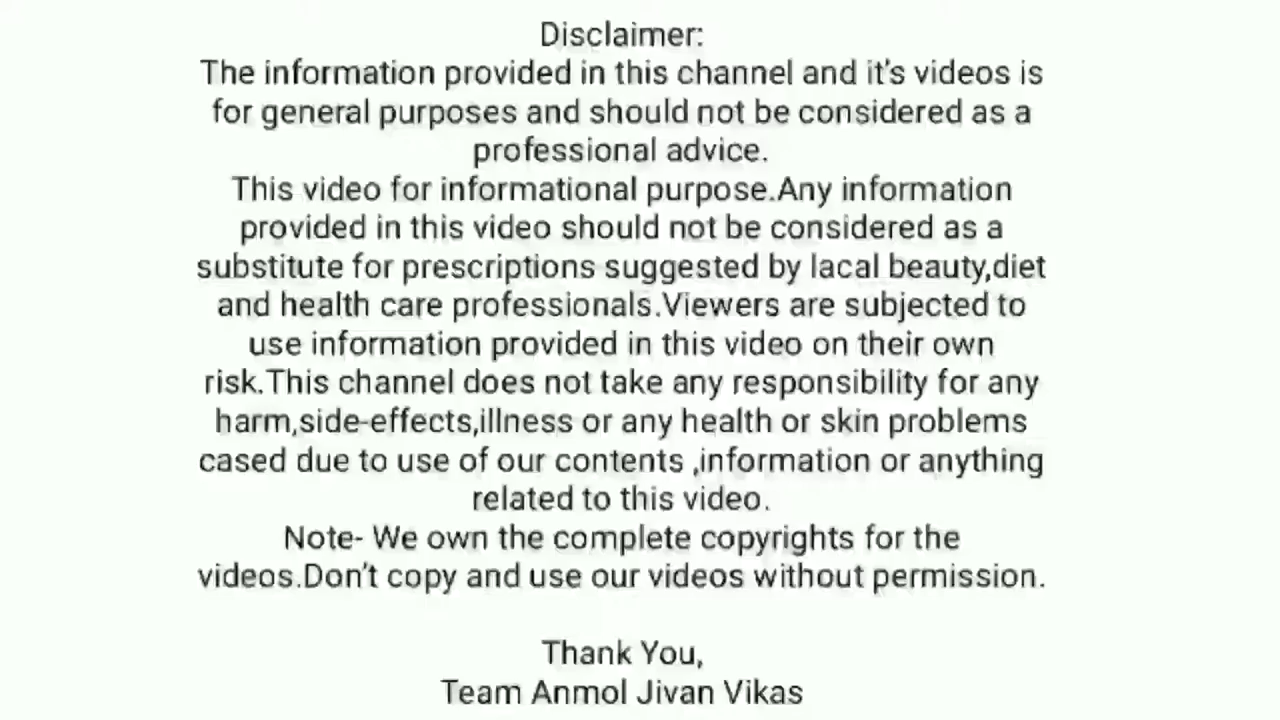 Disclaimer:
The information provided in this channel and it's videos is
for general purposes and should not be considered as a
professional advice.
This video for informational purpose.Any information
provided in this video should not be considered as a
substitute for prescriptions suggested by lacal beauty,diet
and health care professionals.Viewers are subjected to
use information provided in this video on their own
risk.This channel does not take any responsibility for any
harm,side-effects,illness or any health or skin problems
cased due to use of our contents ,information or anything
related to this video.
Note- We own the complete copyrights for the
videos.Don't copy and use our videos without permission.
Thank You,
Team Anmol Jivan Vikas